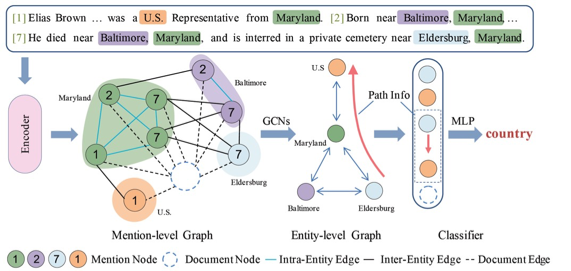 [1] Elias Brown … was a U.S. Representative from Maryland. [2] Born near Baltimore, Maryland, …
[7] He died near Baltimore, Maryland, and is interred in a private cemetery near Eldersburg, Maryland.
Encoder
Maryland
2
7
7
1
2
7
Baltimore
7
Eldersburg
1
U.S.
Mention-level Graph
GCNs
U.S
Maryland
Baltimore
Eldersburg
Entity-level Graph
Path Info
Classifier
MLP
country
1 2 7 1 Mention Node Document Node Intra-Entity Edge Inter-Entity Edge Document Edge